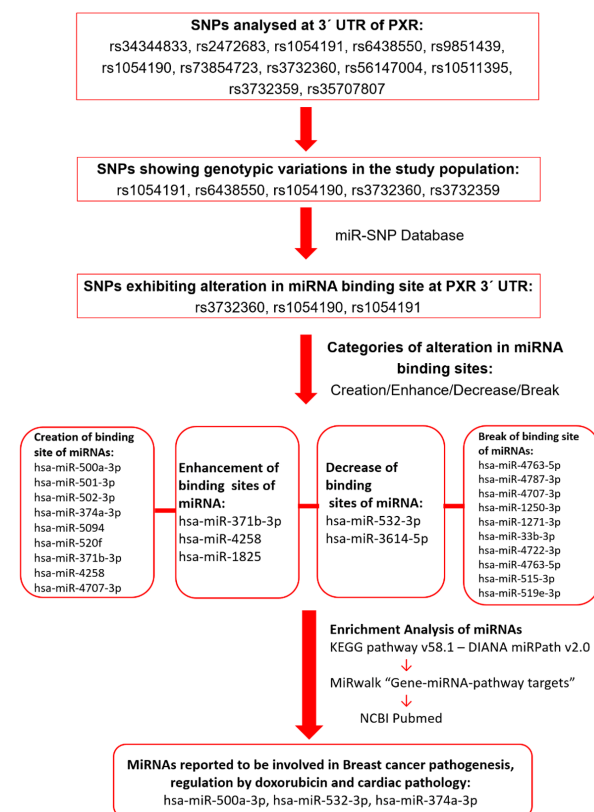 SNPs analysed at 3´ UTR of PXR:
rs34344833, rs2472683, rs1054191, rs6438550, rs9851439,
rs1054190, rs73854723, rs3732360, rs56147004, rs10511395,
rs3732359, rs35707807
SNPs showing genotypic variations in the study population:
rs1054191, rs6438550, rs1054190, rs3732360, rs3732359
miR-SNP Database
SNPs exhibiting alteration in miRNA binding site at PXR 3´ UTR:
rs3732360, rs1054190, rs1054191
Categories of alteration in miRNA
binding sites:
Creation/Enhance/Decrease/Break
Creation of binding
site of miRNAs:
hsa-miR-500a-3p
hsa-miR-501-3p
hsa-miR-502-3p
hsa-miR-374a-3p
hsa-miR-5094
hsa-miR-520f
hsa-miR-371b-3p
hsa-miR-4258
hsa-miR-4707-3p
Enhancement of
binding sites of
miRNA:
hsa-miR-371b-3p
hsa-miR-4258
hsa-miR-1825
Decrease of
binding
sites of miRNA:
hsa-miR-532-3p
hsa-miR-3614-5p
Break of binding site
of miRNAs:
hsa-miR-4763-5p
hsa-miR-4787-3p
hsa-miR-4707-3p
hsa-miR-1250-3p
hsa-miR-1271-3p
hsa-miR-33b-3p
hsa-miR-4722-3p
hsa-miR-4763-5p
hsa-miR-515-3p
hsa-miR-519e-3p
Enrichment Analysis of miRNAs
KEGG pathway v58.1 – DIANA miRPath v2.0
MiRwalk “Gene-miRNA-pathway targets”
NCBI Pubmed
MiRNAs reported to be involved in Breast cancer pathogenesis,
regulation by doxorubicin and cardiac pathology:
hsa-miR-500a-3p, hsa-miR-532-3p, hsa-miR-374a-3p